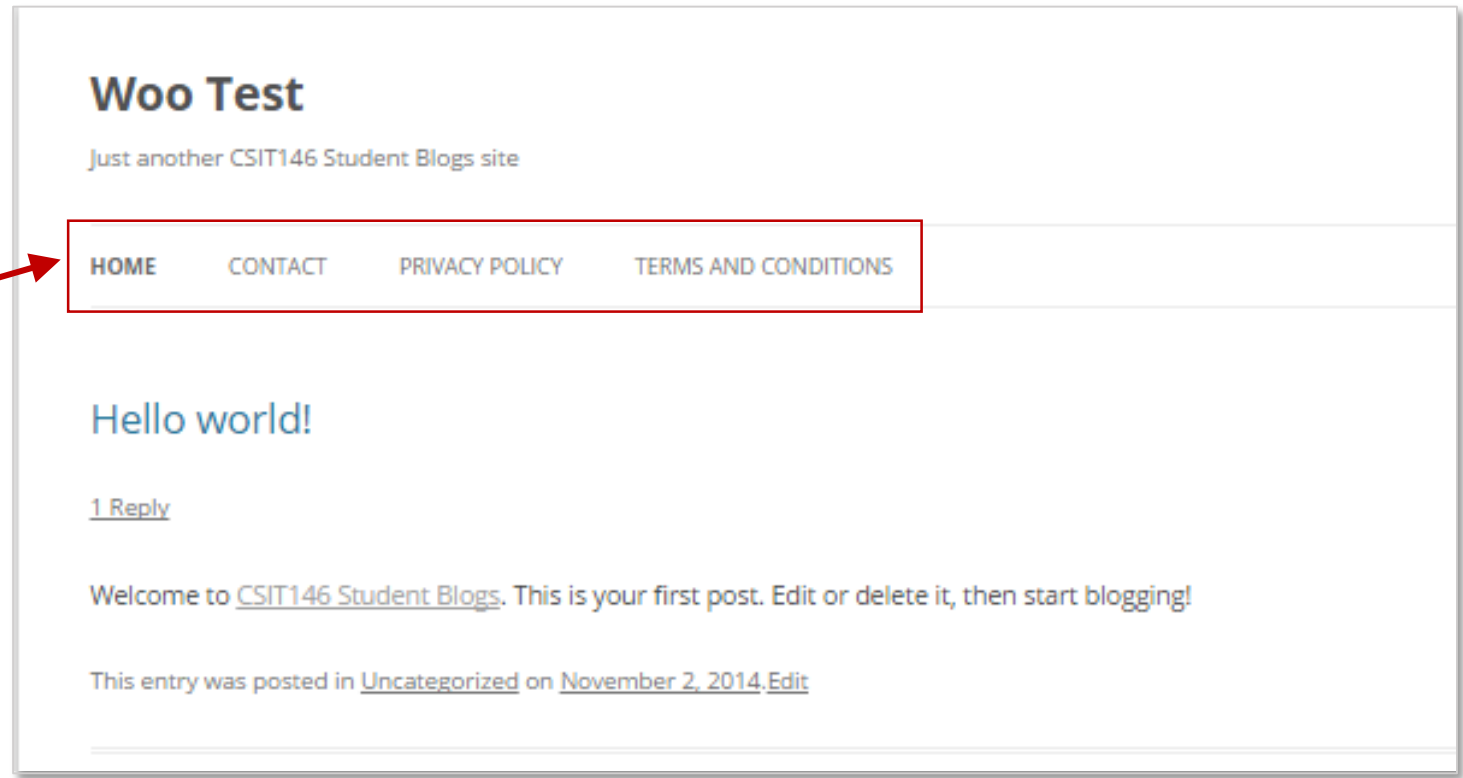 Woo Test
Just another CSIT146 Student Blogs site
HOME CONTACT PRIVACY POLICY TERMS AND CONDITIONS
Hello world!
1 Reply
Welcome to CSIT146 Student Blogs. This is your first post. Edit or delete it, then start blogging!
This entry was posted in Uncategorized on November 2, 2014.Edit